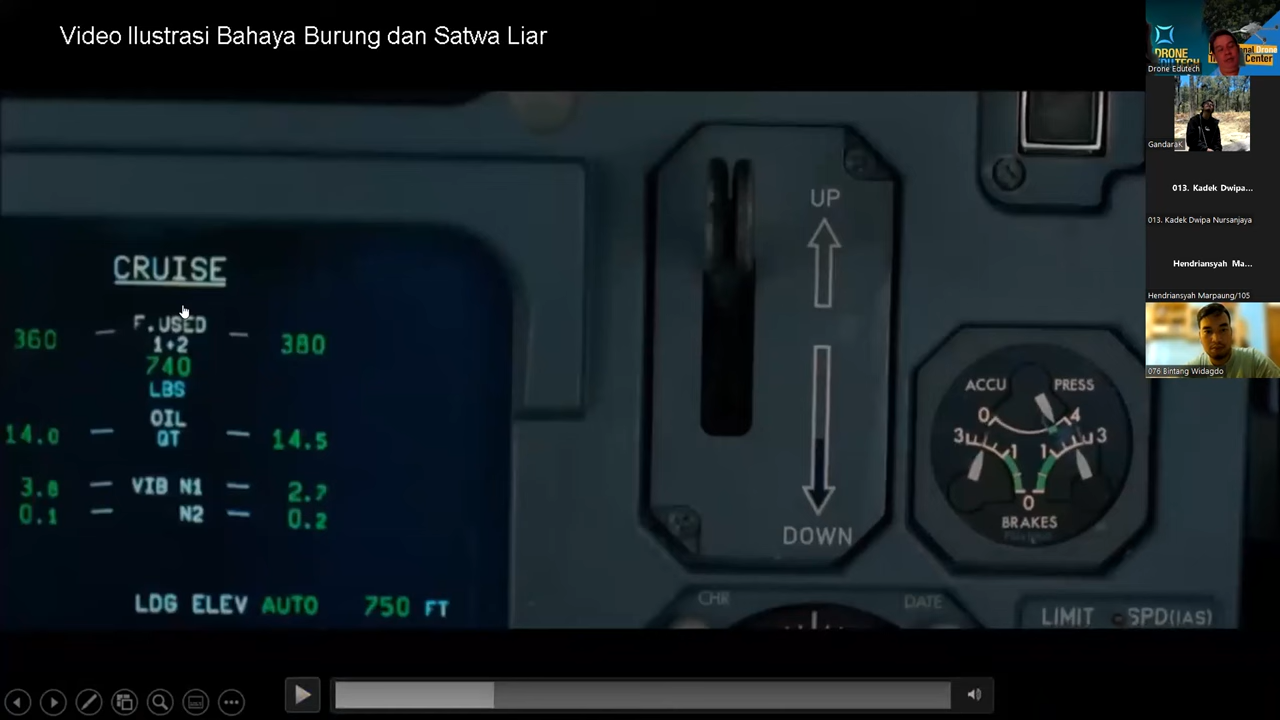 Video Ilustrasi Bahaya Burung dan Satwa Liar
CRUISE
F.USED
360 1+2 380
740
LBS
OIL
14.0 QT 14.5
3.8 VIB N1 2.7
0.1 N2 0.2
LDG ELEV AUTO 750 FT
UP
DOWN
ACCU PRESS
0 4
3 1 1 3
0
BRAKES
CHR DATE
LIMIT SPD(IAS)
DRONE
EDUTECH
Center
Drone Edutech
GandaraK
013. Kadek Dwipa...
013. Kadek Dwipa Nursanjaya
Hendriansyah Ma...
Hendriansyah Marpaung/105
076 Bintang Widagdo